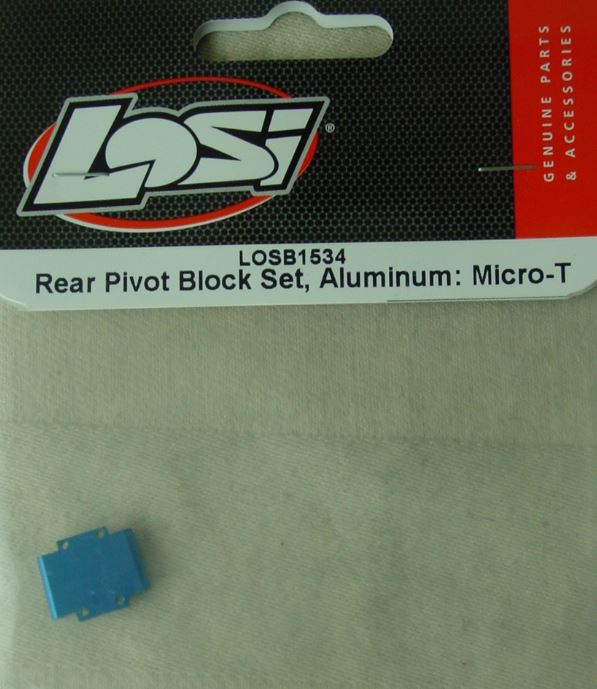 Losi®
GENUINE PARTS
& ACCESSORIES
LOSB1534
Rear Pivot Block Set, Aluminum: Micro-T